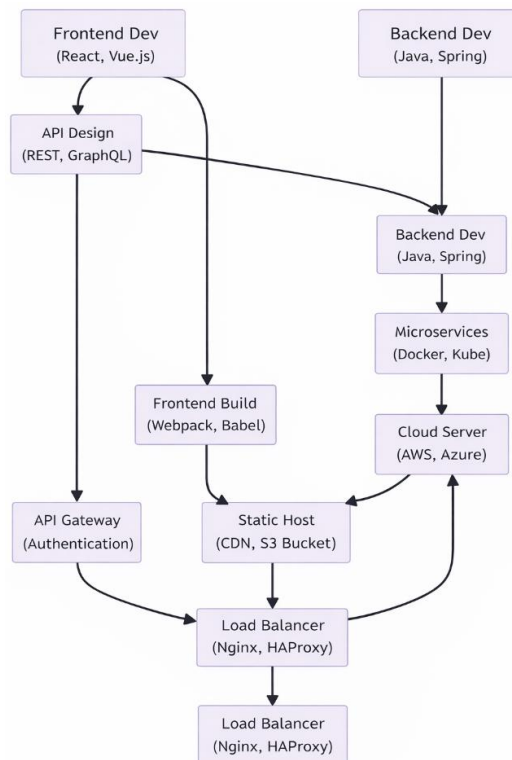 Frontend Dev
(React, Vue.js)
Backend Dev
(Java, Spring)
API Design
(REST, GraphQL)
Backend Dev
(Java, Spring)
Microservices
(Docker, Kube)
Frontend Build
(Webpack, Babel)
Cloud Server
(AWS, Azure)
API Gateway
(Authentication)
Static Host
(CDN, S3 Bucket)
Load Balancer
(Nginx, HAProxy)
Load Balancer
(Nginx, HAProxy)